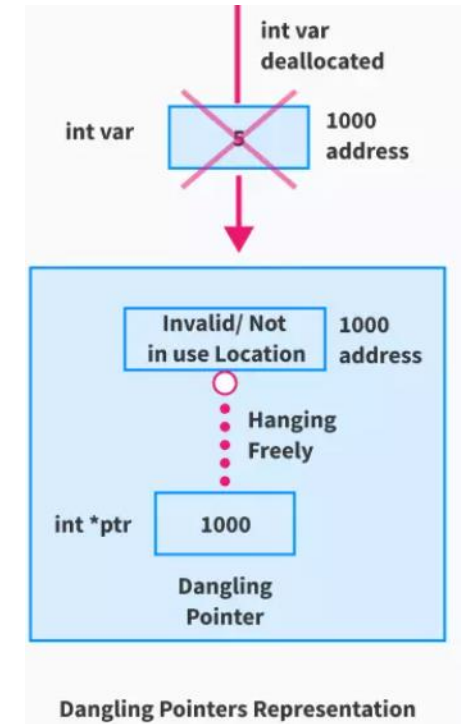 int var
deallocated
int var
5
1000
address
Invalid/ Not
in use Location
1000
address
Hanging
Freely
int *ptr
1000
Dangling
Pointer
Dangling Pointers Representation